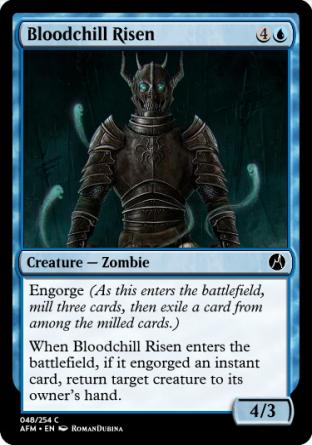 Bloodchill Risen 4
Creature — Zombie
Engorge (As this enters the battlefield,
mill three cards, then exile a card from
among the milled cards.)
When Bloodchill Risen enters the
battlefield, if it engorged an instant
card, return target creature to its
owner's hand.
4/3
048/254 C
AFM • EN RomanDubina